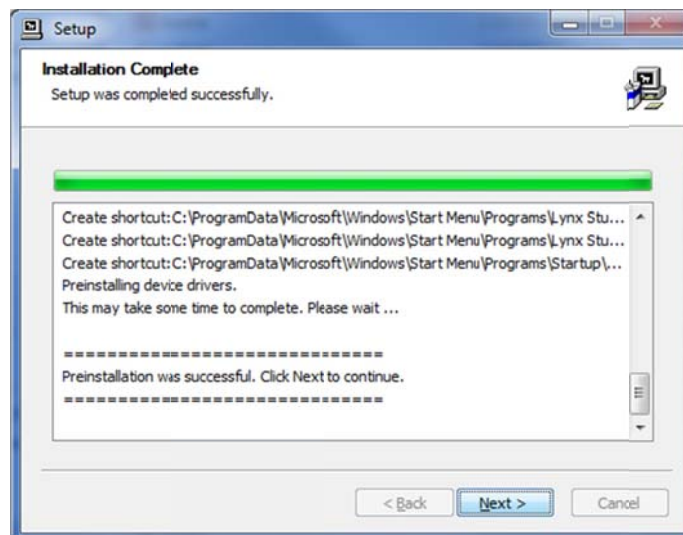 Setup
Installation Complete
Setup was completed successfully.
Create shortcut: C:\ProgramData\Microsoft\Windows\Start Menu\Programs\Lynx Stu...
Create shortcut: C:\ProgramData\Microsoft\Windows\Start Menu\Programs\Lynx Stu...
Create shortcut: C:\ProgramData\Microsoft\Windows\Start Menu\Programs\Startup\...
Preinstalling device drivers.
This may take some time to complete. Please wait ...
==============================
Preinstallation was successful. Click Next to continue.
==============================
< Back Next > Cancel